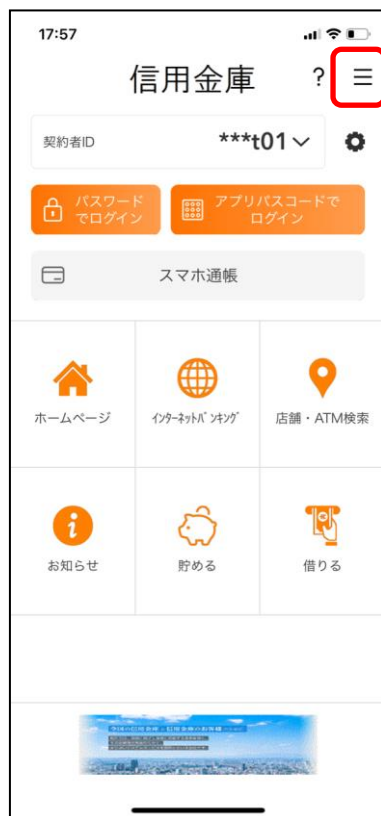 17:57
信用金庫 ?
契約者ID ***t01
パスワード
でログイン
アプリパスコードで
ログイン
スマホ通帳
ホームページ
インターネットバンキング
店舗・ATM検索
お知らせ
貯める
借りる